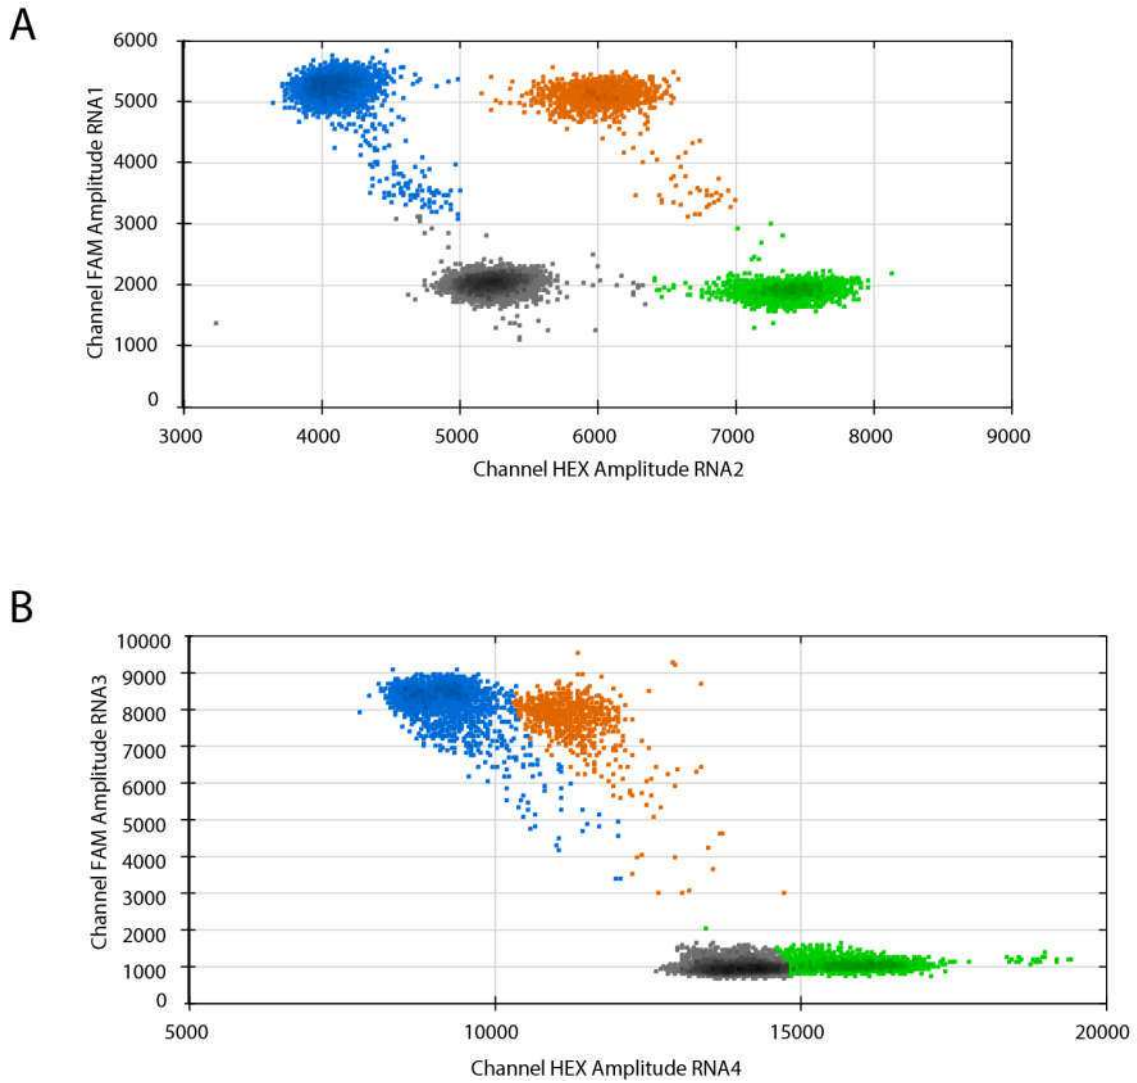 A
6000
5000
4000
3000
2000
1000
0
Channel FAM Amplitude RNA1
3000 4000 5000 6000 7000 8000 9000
Channel HEX Amplitude RNA2
B
10000
9000
8000
7000
6000
5000
4000
3000
2000
1000
0
Channel FAM Amplitude RNA3
5000 10000 15000 20000
Channel HEX Amplitude RNA4